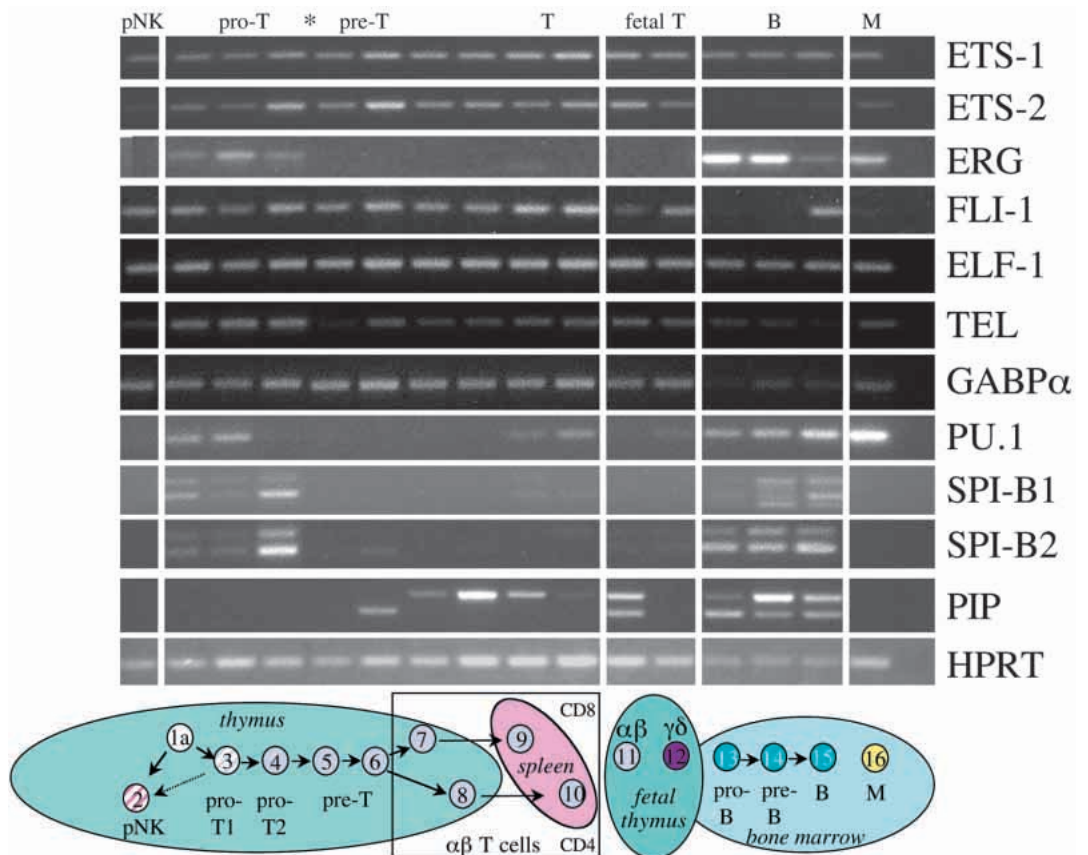 pNK pro-T * pre-T T fetal T B M
ETS-1
ETS-2
ERG
FLI-1
ELF-1
TEL
GABPα
PU.1
SPI-B1
SPI-B2
PIP
HPRT
thymus
1a
2
pNK
3
pro-
T1
4
pro-
T2
5
pre-T
6
7
8
CD8
9
spleen
10
αβ T cells
CD4
αβ
11
γδ
12
fetal
thymus
13
pro-
B
14
pre-
B
15
B
16
M
bone marrow